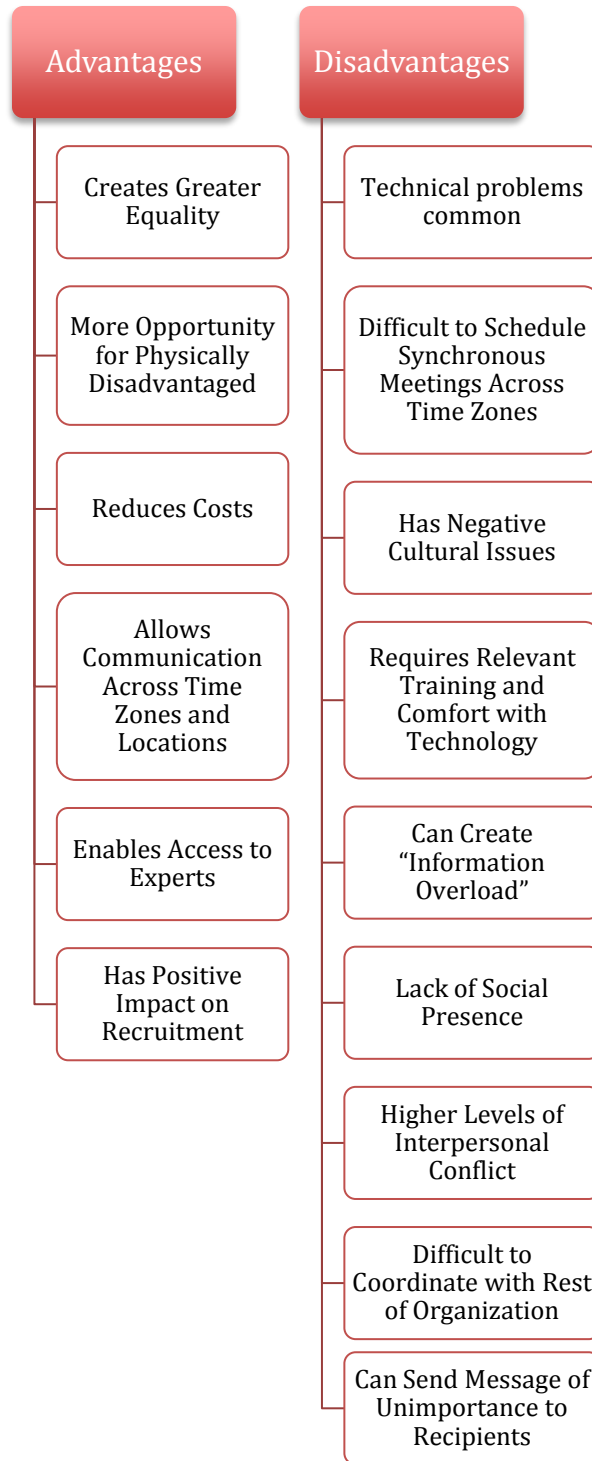 Advantages
Creates Greater
Equality
More Opportunity
for Physically
Disadvantaged
Reduces Costs
Allows
Communication
Across Time
Zones and
Locations
Enables Access to
Experts
Has Positive
Impact on
Recruitment
Disadvantages
Technical problems
common
Difficult to Schedule
Synchronous
Meetings Across
Time Zones
Has Negative
Cultural Issues
Requires Relevant
Training and
Comfort with
Technology
Can Create
“Information
Overload”
Lack of Social
Presence
Higher Levels of
Interpersonal
Conflict
Difficult to
Coordinate with Rest
of Organization
Can Send Message of
Unimportance to
Recipients